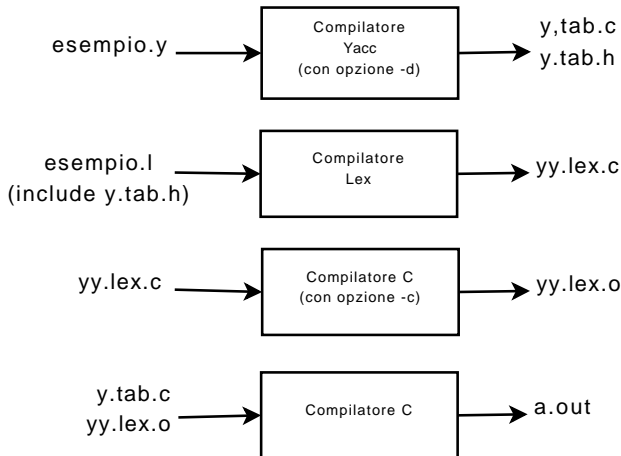 esempio.y
Compilatore
Yacc
(con opzione -d)
y,tab.c
y.tab.h
esempio.l
(include y.tab.h)
Compilatore
Lex
yy.lex.c
yy.lex.c
Compilatore C
(con opzione -c)
yy.lex.o
y.tab.c
yy.lex.o
Compilatore C
a.out